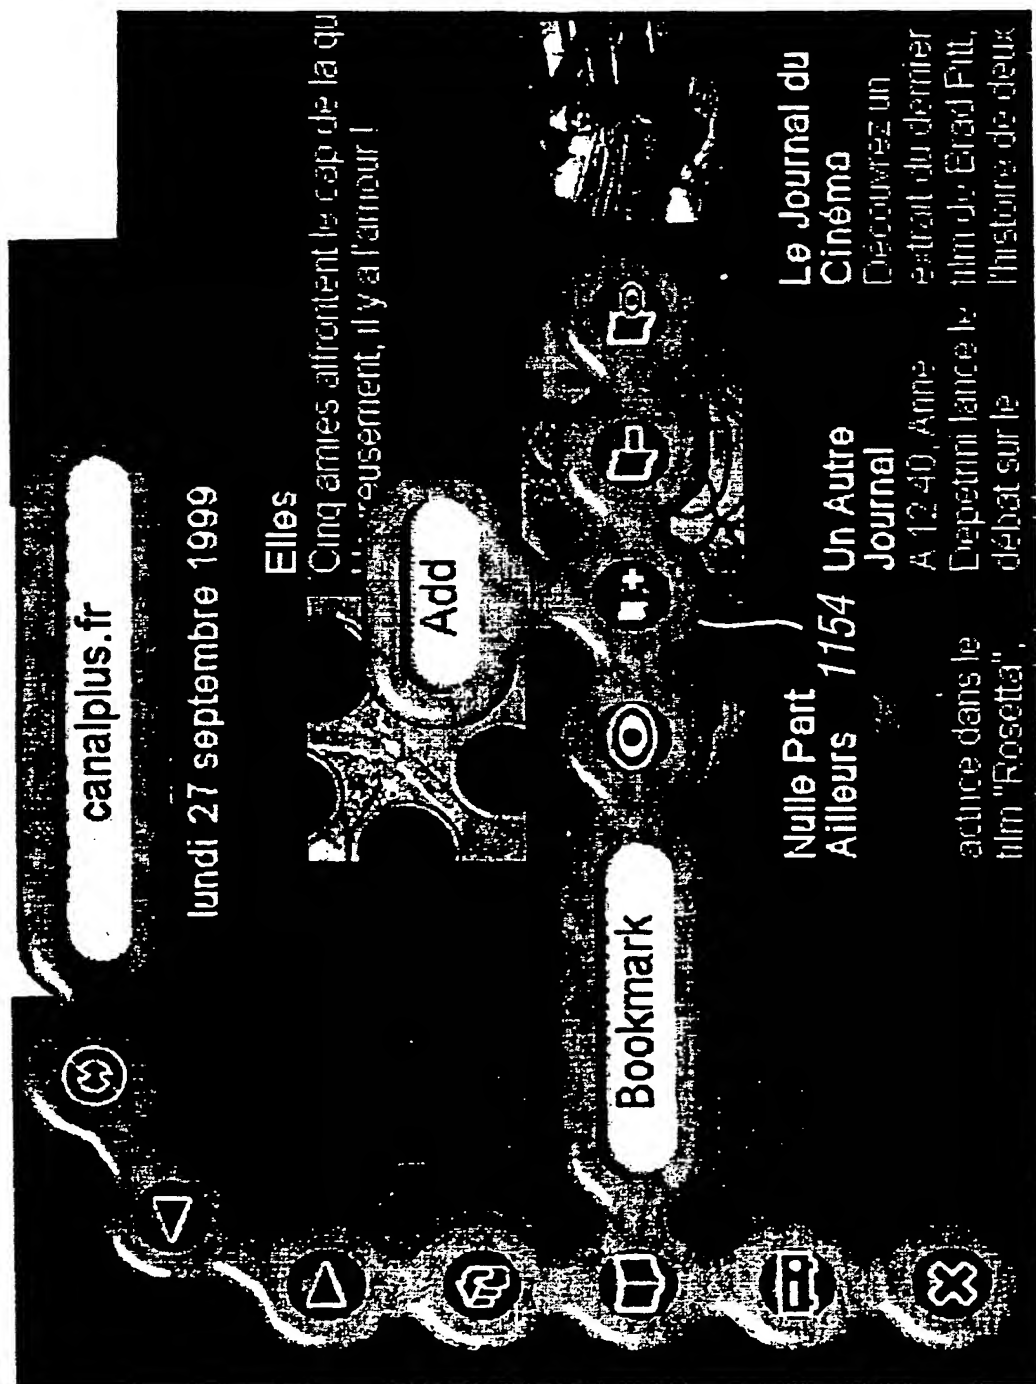 canalplus.fr
lundi 27 septembre 1999
Elles
Cinq amies affrontent le cap de la qu
eusement, il y a l'amour !
Add
Bookmark
Nulle Part
Ailleurs
1154
actrice dans le
film "Rosetta",
Un Autre
Journal
A 12 40, Anne
Depetrini lance le
débat sur le
Le Journal du
Cinéma
Découvrez un
extrait du dernier
film de Brad Pitt,
l'histoire de deux